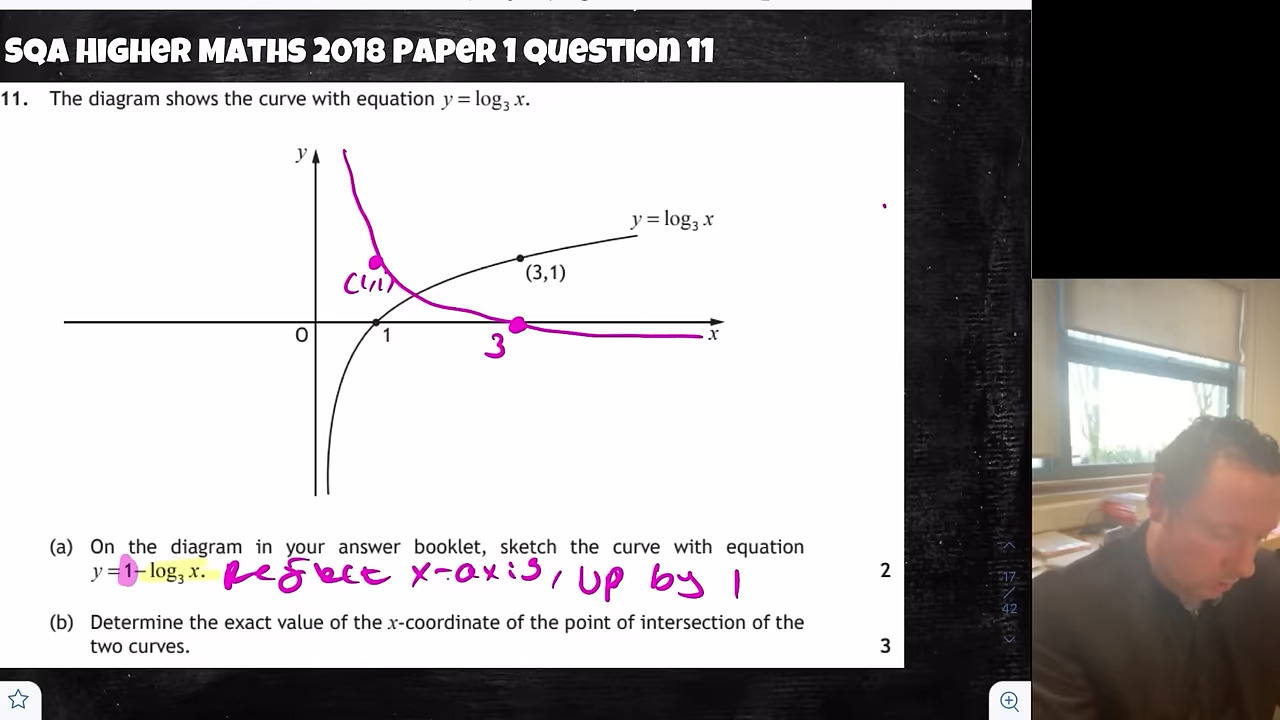 SQA HIGHER MATHS 2018 PAPER 1 QUESTION 11
11. The diagram shows the curve with equation y = log₃ x.
y
y = log₃ x
(1,1)
(3,1)
O
1
3
x
(a) On the diagram in your answer booklet, sketch the curve with equation
y = 1 – log₃ x. Reflect x-axis, up by 1
2
(b) Determine the exact value of the x-coordinate of the point of intersection of the
two curves.
3
17
/
42